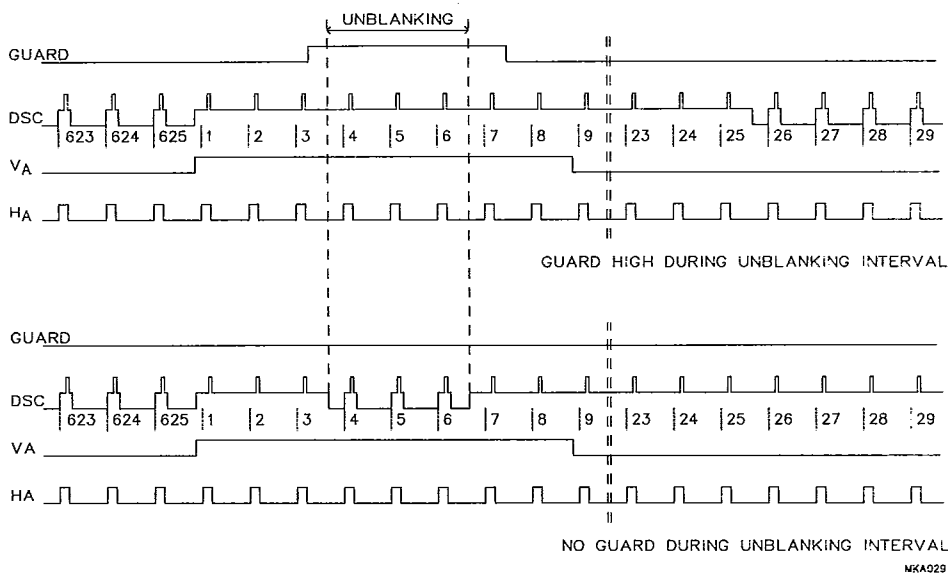 UNBLANKING
GUARD
DSC
623 624 625 1 2 3 4 5 6 7 8 9 23 24 25 26 27 28 29
VA
HA
GUARD HIGH DURING UNBLANKING INTERVAL
GUARD
DSC
623 624 625 1 2 3 4 5 6 7 8 9 23 24 25 26 27 28 29
VA
HA
NO GUARD DURING UNBLANKING INTERVAL
MKA929